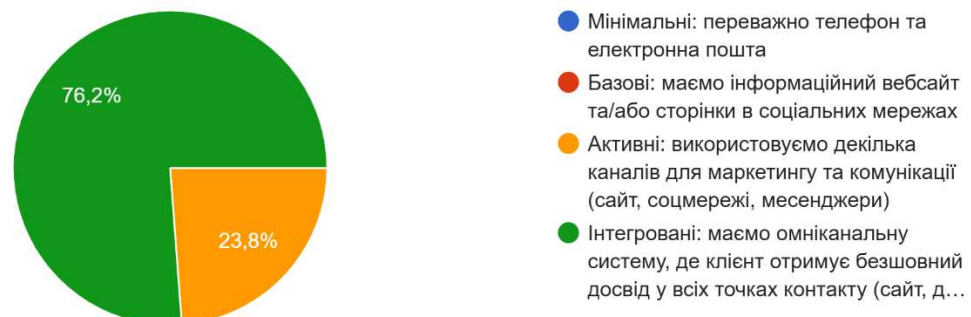 76,2%
23,8%
Мінімальні: переважно телефон та
електронна пошта
Базові: маємо інформаційний вебсайт
та/або сторінки в соціальних мережах
Активні: використовуємо декілька
каналів для маркетингу та комунікації
(сайт, соцмережі, месенджери)
Інтегровані: маємо омніканальну
систему, де клієнт отримує безшовний
досвід у всіх точках контакту (сайт, д…